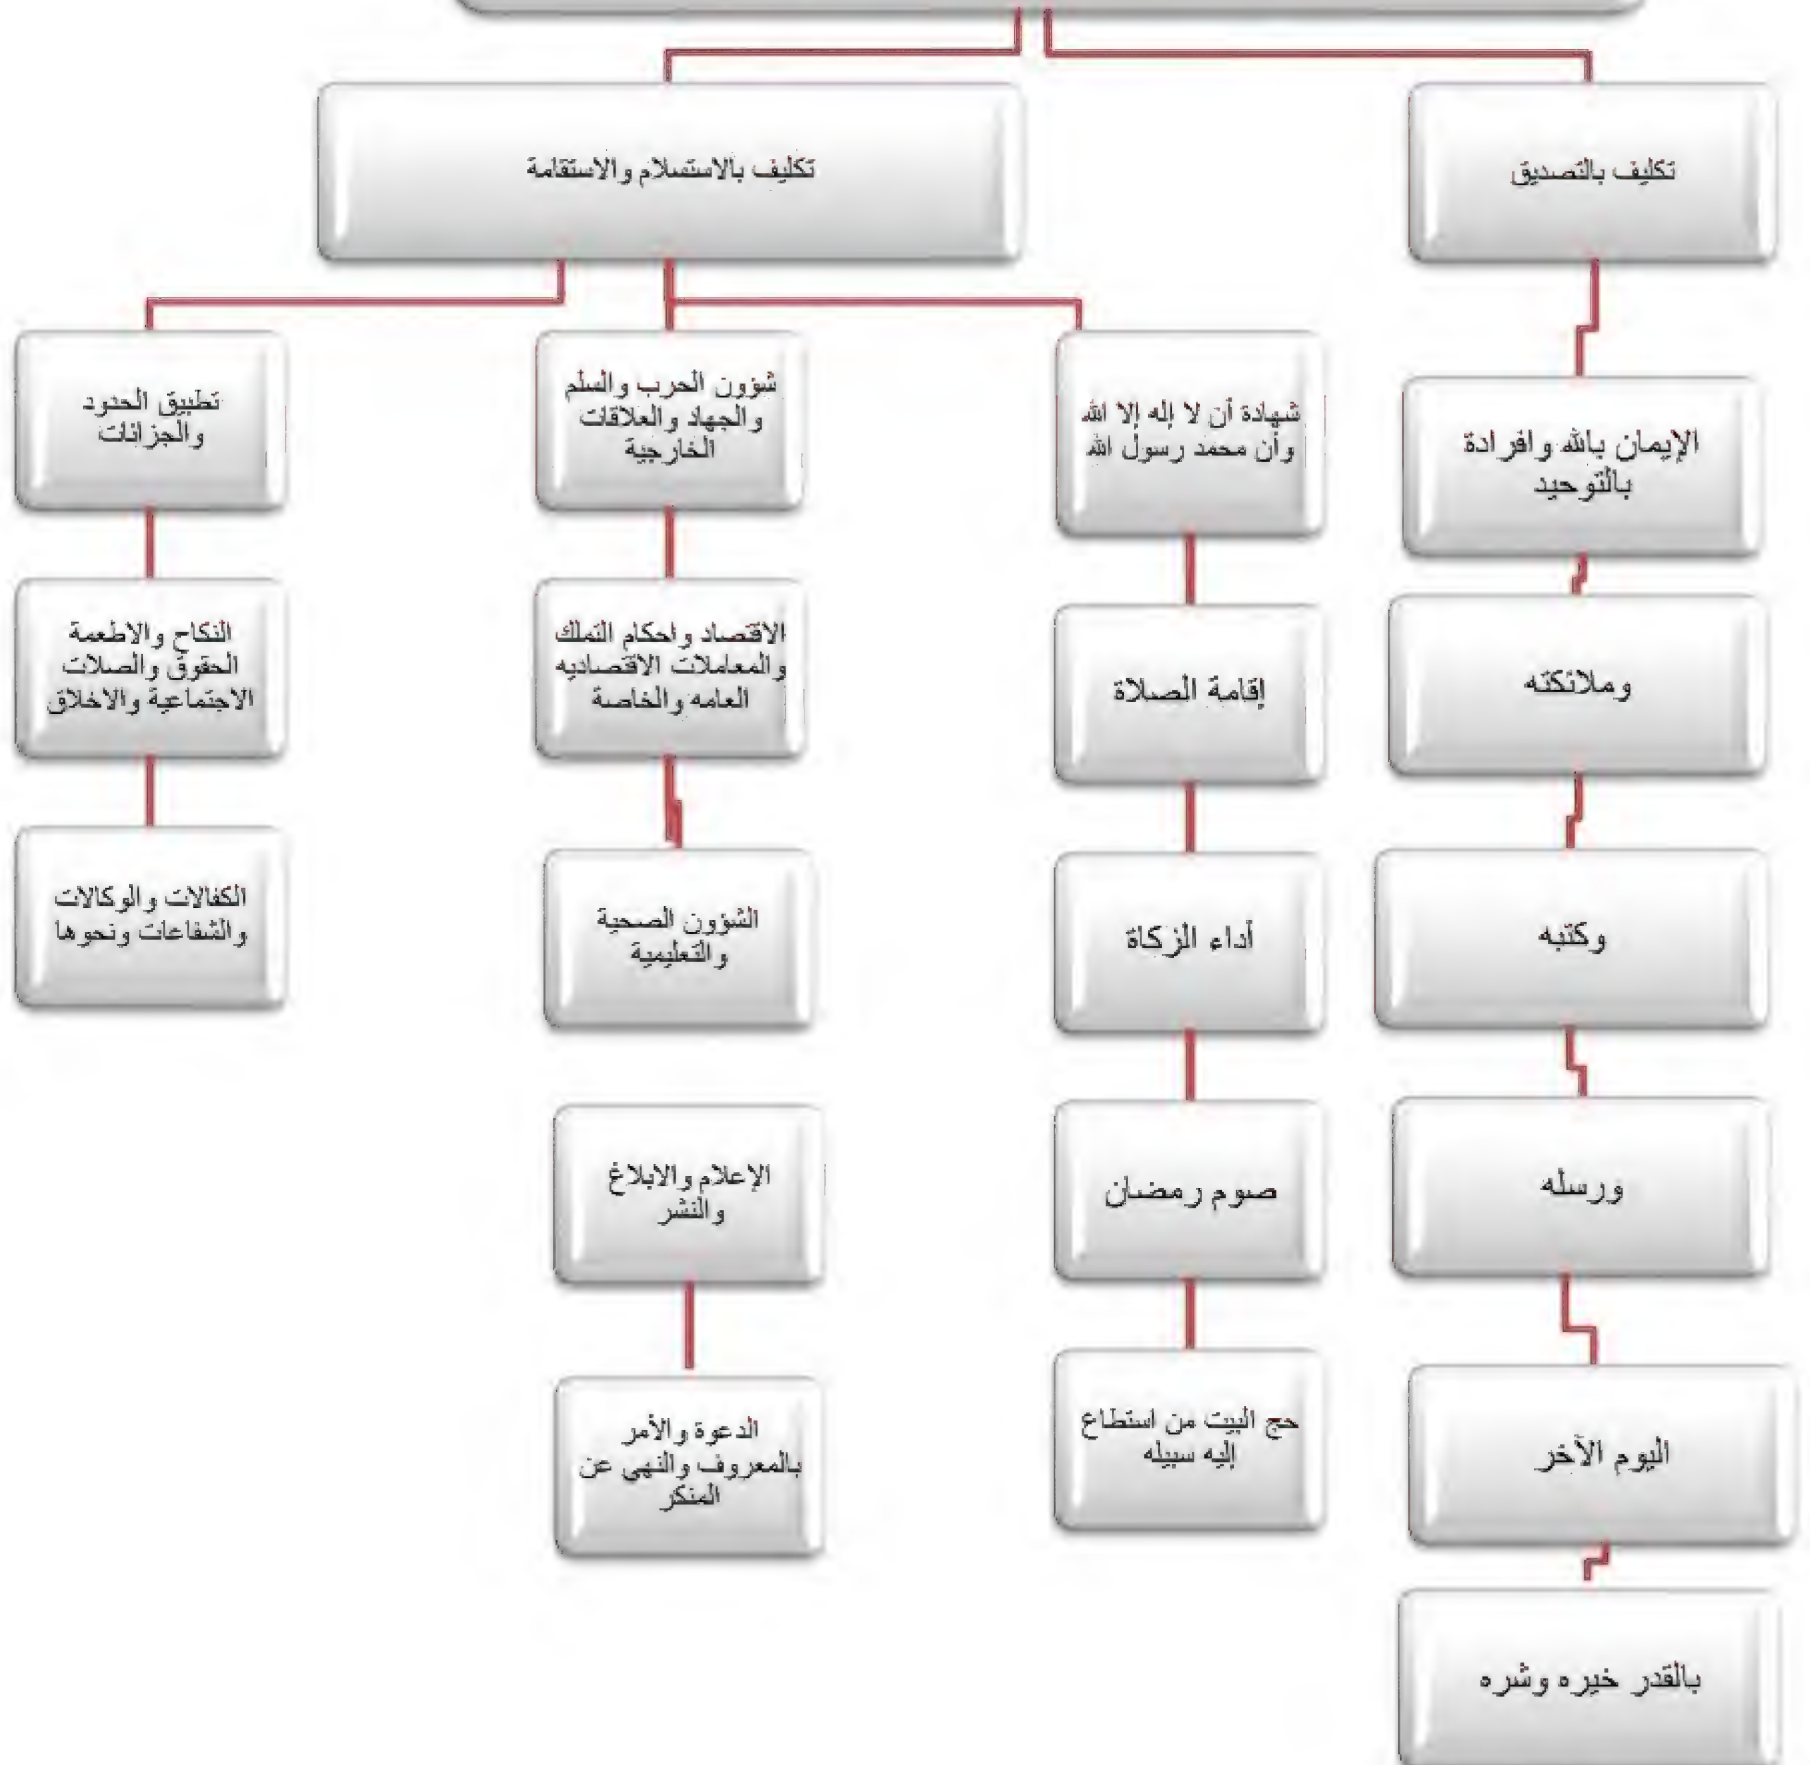 تكليف بالتصديق
تكليف بالاستسلام والاستقامة
الإيمان بالله وافرادة
بالتوحيد
وملائكته
وكتبه
ورسله
اليوم الآخر
بالقدر خيره وشره
شهادة أن لا إله إلا الله
وأن محمد رسول الله
إقامة الصلاة
أداء الزكاة
صوم رمضان
حج البيت من استطاع
إليه سبيله
شؤون الحرب والسلم
والجهاد والعلاقات
الخارجية
الاقتصاد واحكام التملك
والمعاملات الاقتصاديه
العامه والخاصة
الشؤون الصحية
والتعليمية
الإعلام والابلاغ
والنشر
الدعوة والأمر
بالمعروف والنهي عن
المنكر
تطبيق الحدود
والجزائات
النكاح والاطعمة
الحقوق والصلات
الاجتماعية والاخلاق
الكفالات والوكالات
والشفاعات ونحوها